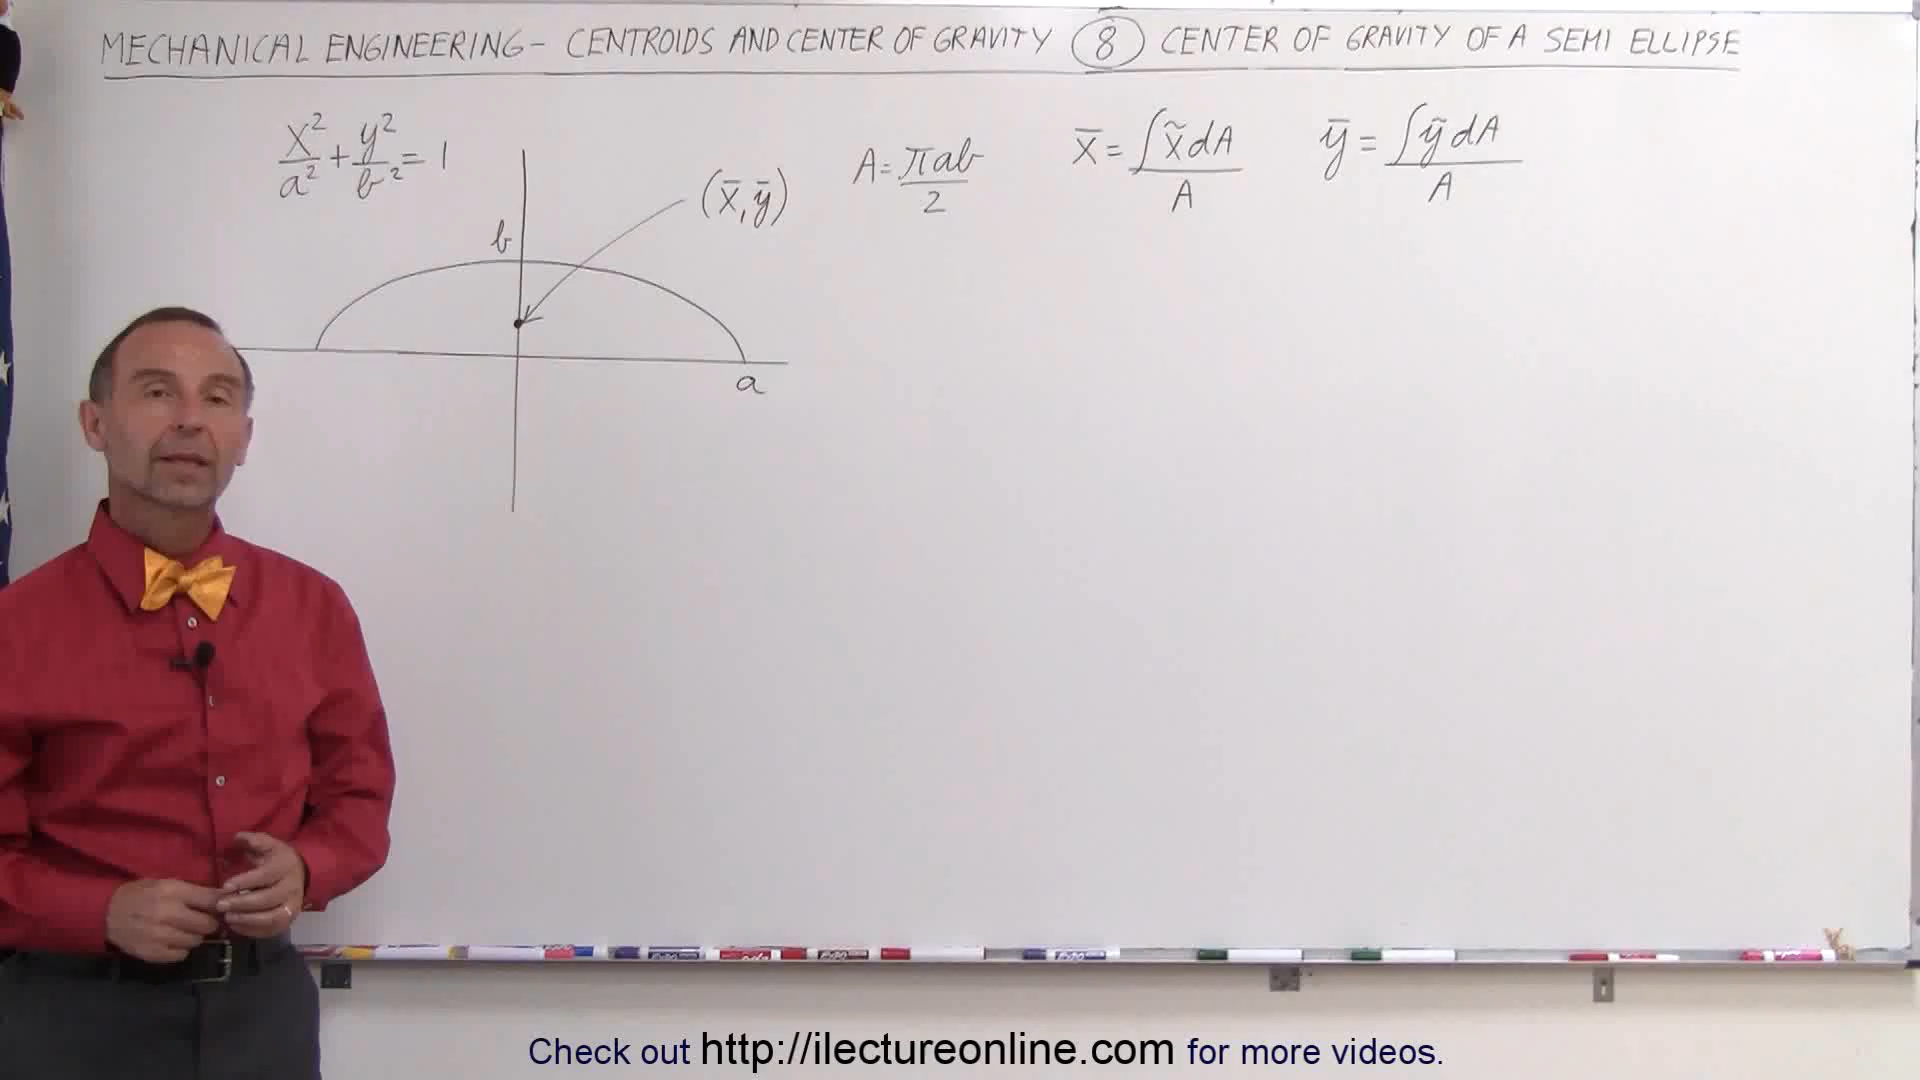 MECHANICAL ENGINEERING - CENTROIDS AND CENTER OF GRAVITY (8) CENTER OF GRAVITY OF A SEMI ELLIPSE
x²/a² + y²/b² = 1
(x̄, ȳ)
A = πab/2
x̄ = ∫x̃dA/A
ȳ = ∫ỹdA/A
b
a
Check out http://ilectureonline.com for more videos.